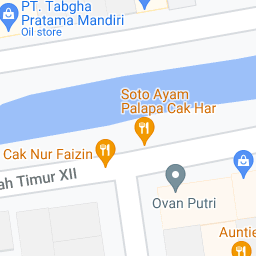 PT. Tabgha
Pratama Mandiri
Oil store
Soto Ayam
Palapa Cak Har
Cak Nur Faizin
ah Timur XII
Ovan Putri
Auntie